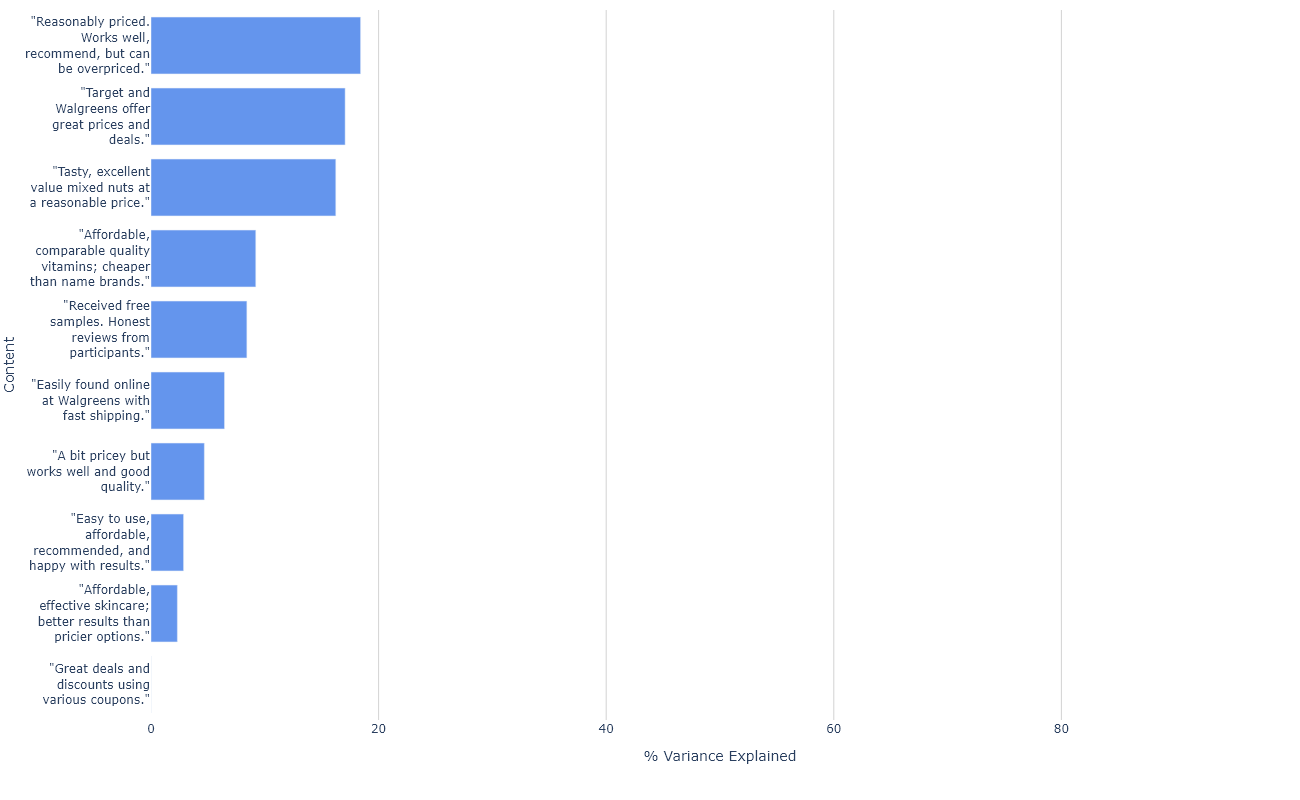 "Reasonably priced.
Works well,
recommend, but can
be overpriced."
"Target and
Walgreens offer
great prices and
deals."
"Tasty, excellent
value mixed nuts at
a reasonable price."
"Affordable,
comparable quality
vitamins; cheaper
than name brands."
"Received free
samples. Honest
reviews from
participants."
"Easily found online
at Walgreens with
fast shipping."
"A bit pricey but
works well and good
quality."
"Easy to use,
affordable,
recommended, and
happy with results."
"Affordable,
effective skincare;
better results than
pricier options."
"Great deals and
discounts using
various coupons."
Content
0 20 40 60 80
% Variance Explained